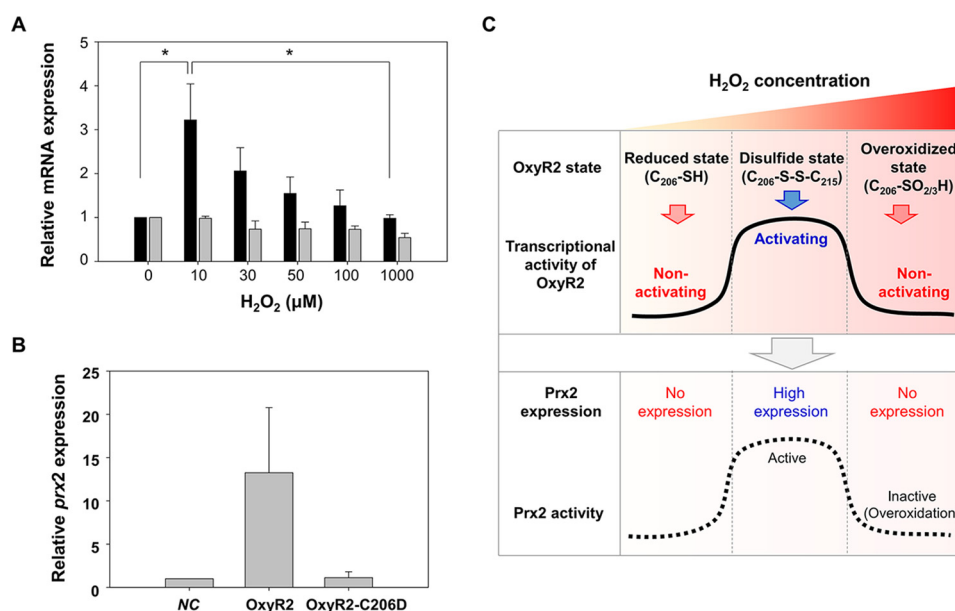 A
Relative mRNA expression
5
4
3
2
1
0
*
*
0 10 30 50 100 1000
H₂O₂ (μM)
B
Relative prx2 expression
25
20
15
10
5
0
NC OxyR2 OxyR2-C206D
C
H₂O₂ concentration
OxyR2 state
Reduced state
(C₂₀₆-SH)
Disulfide state
(C₂₀₆-S-S-C₂₁₅)
Overoxidized
state
(C₂₀₆-SO₂/₃H)
Transcriptional
activity of
OxyR2
Non-
activating
Activating
Non-
activating
Prx2
expression
No
expression
High
expression
No
expression
Prx2 activity
Active
Inactive
(Overoxidation)